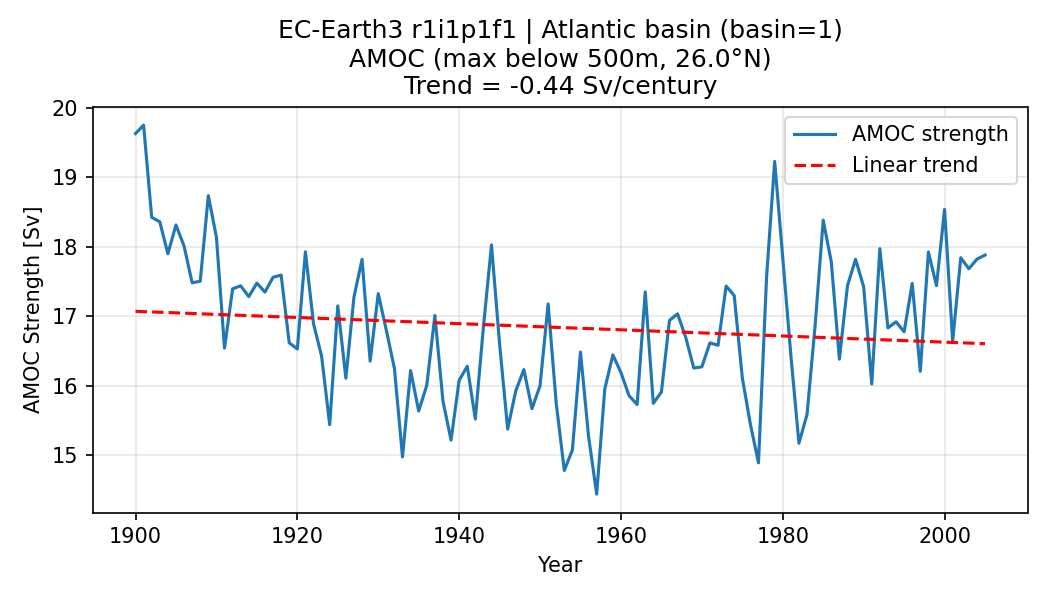 EC-Earth3 r1i1p1f1 | Atlantic basin (basin=1)
AMOC (max below 500m, 26.0°N)
Trend = -0.44 Sv/century
AMOC strength
Linear trend
AMOC Strength [Sv]
20
19
18
17
16
15
1900
1920
1940
1960
1980
2000
Year